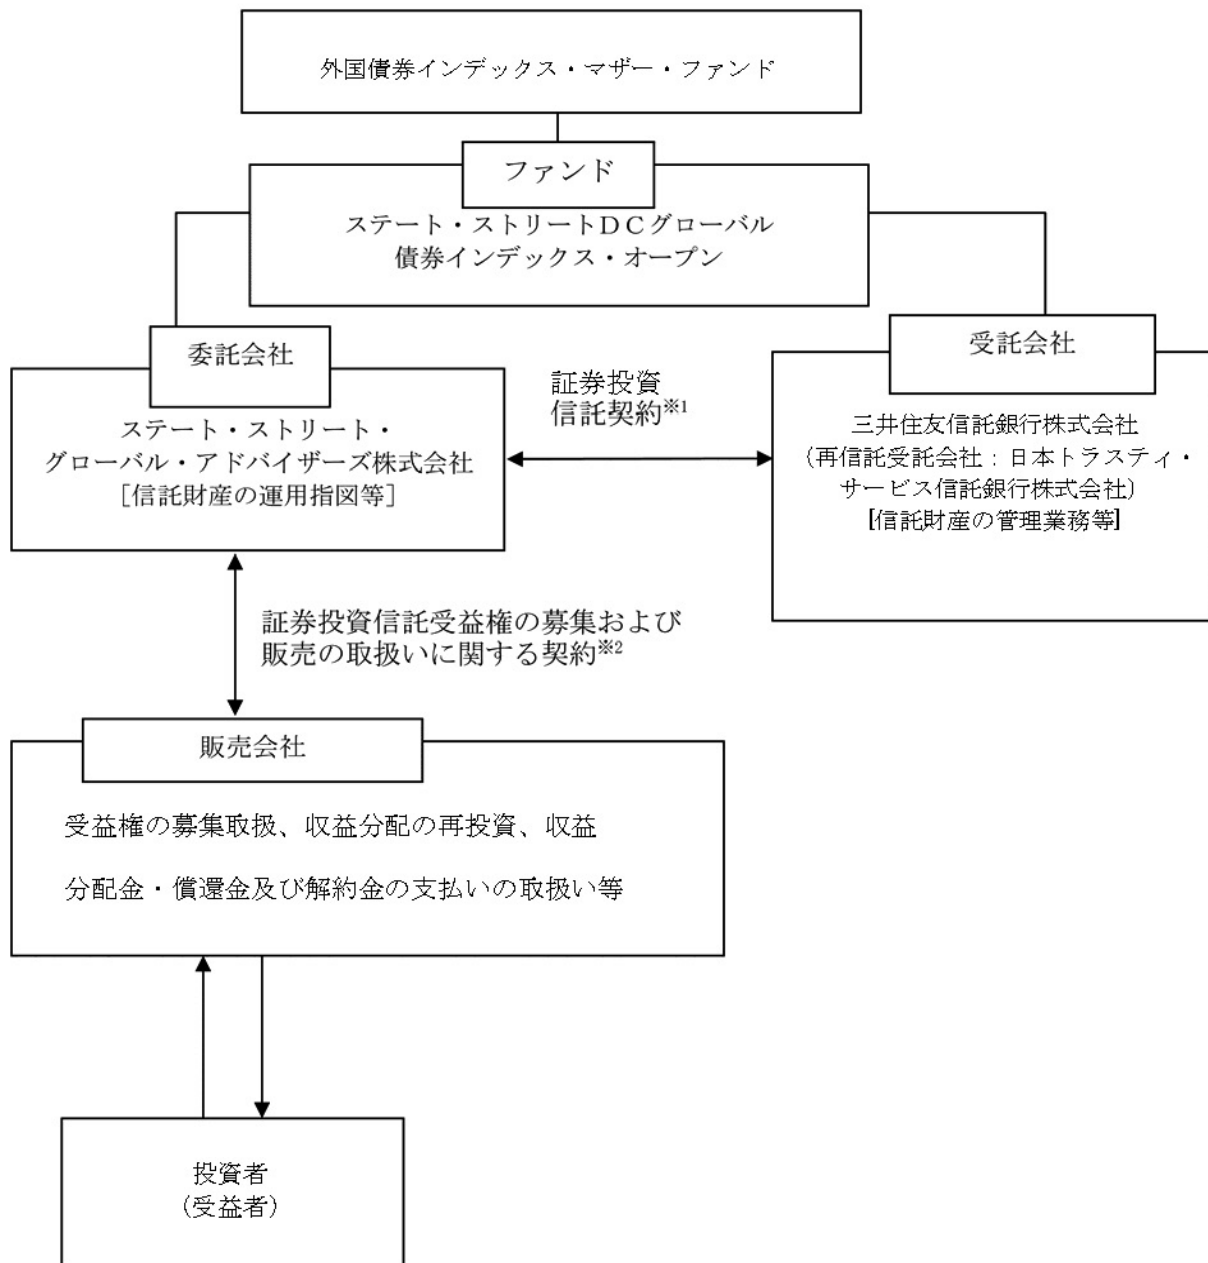 外国債券インデックス・マザー・ファンド
ファンド
ステート・ストリートＤＣグローバル
債券インデックス・オープン
委託会社
ステート・ストリート・
グローバル・アドバイザーズ株式会社
［信託財産の運用指図等］
証券投資
信託契約※1
受託会社
三井住友信託銀行株式会社
（再信託受託会社：日本トラスティ・
サービス信託銀行株式会社）
[信託財産の管理業務等]
証券投資信託受益権の募集および
販売の取扱いに関する契約※2
販売会社
受益権の募集取扱、収益分配の再投資、収益
分配金・償還金及び解約金の支払いの取扱い等
投資者
（受益者）